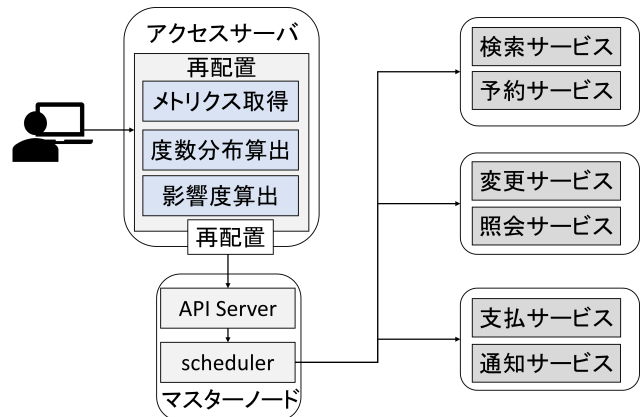 アクセスサーバ
再配置
メトリクス取得
度数分布算出
影響度算出
再配置
API Server
scheduler
マスターノード
検索サービス
予約サービス
変更サービス
照会サービス
支払サービス
通知サービス